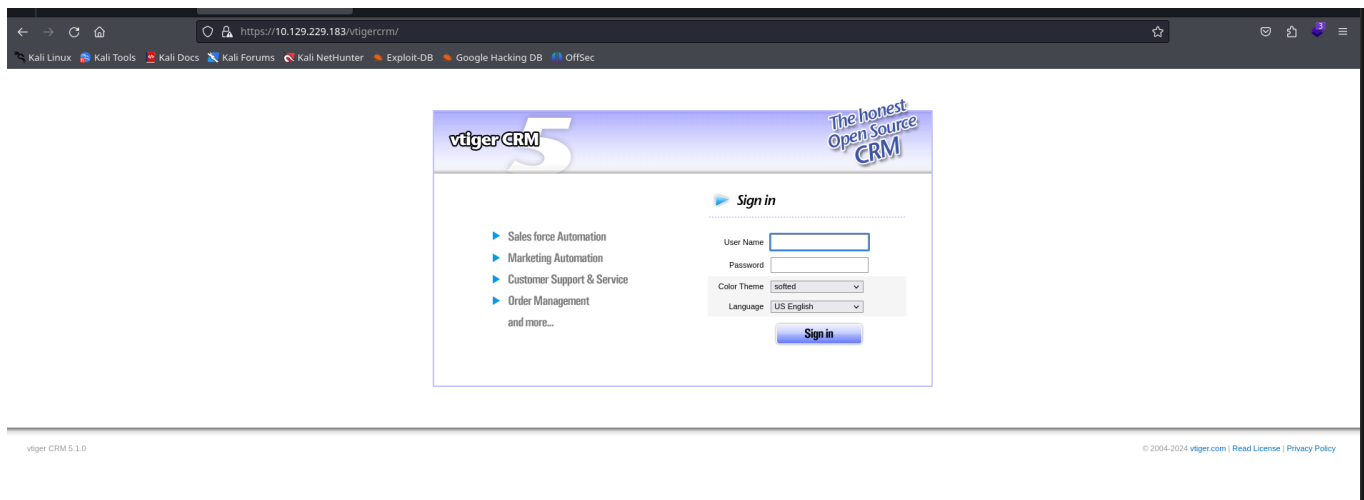 https://10.129.229.183/vtigercrm/
3
Kali Linux Kali Tools Kali Docs Kali Forums Kali NetHunter Exploit-DB Google Hacking DB OffSec
vtiger CRM 5
The honest
Open Source
CRM
Sign in
Sales force Automation
Marketing Automation
Customer Support & Service
Order Management
and more...
User Name
Password
Color Theme softed
Language US English
Sign in
vtiger CRM 5.1.0
© 2004-2024 vtiger.com | Read License | Privacy Policy